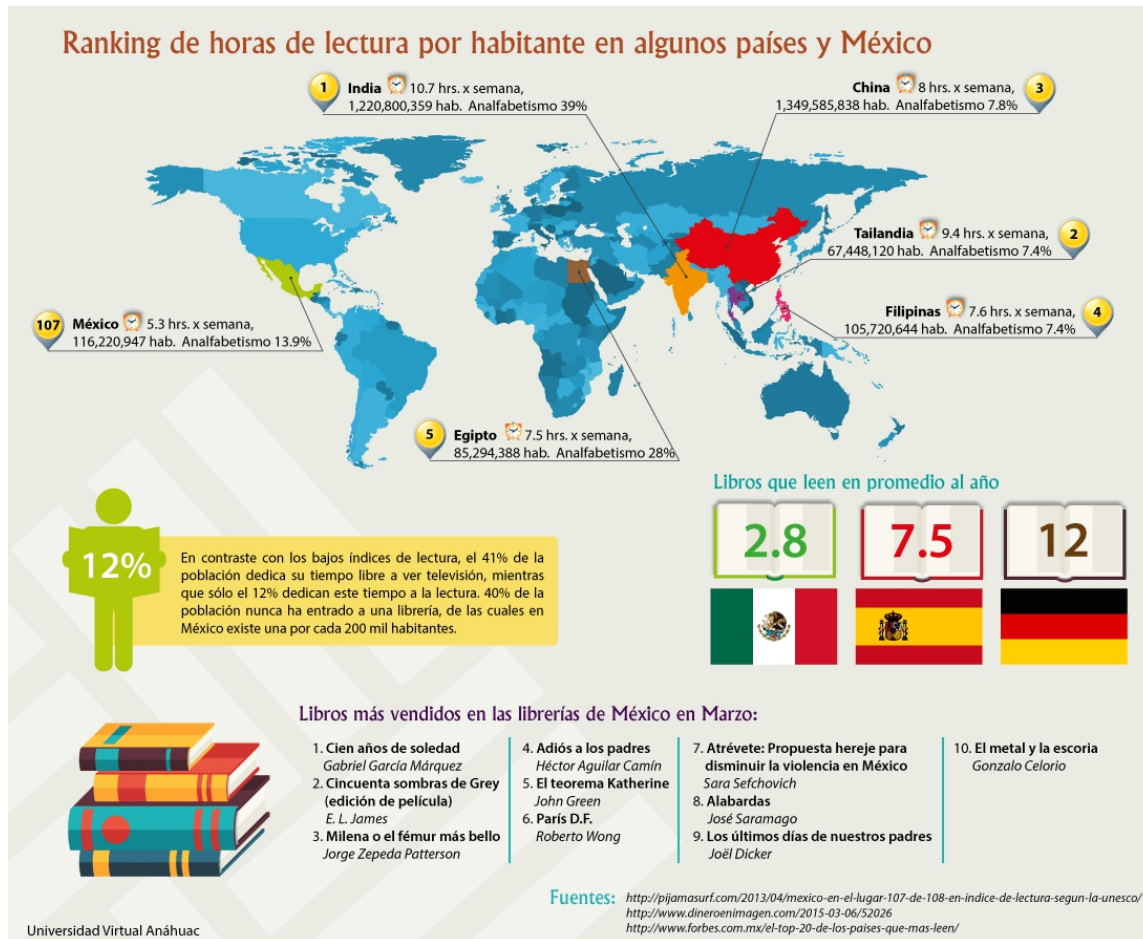 Ranking de horas de lectura por habitante en algunos países y México
1 India 10.7 hrs. x semana,
1,220,800,359 hab. Analfabetismo 39%
China 8 hrs. x semana, 3
1,349,585,838 hab. Analfabetismo 7.8%
Tailandia 9.4 hrs. x semana, 2
67,448,120 hab. Analfabetismo 7.4%
Filipinas 7.6 hrs. x semana, 4
105,720,644 hab. Analfabetismo 7.4%
107 México 5.3 hrs. x semana,
116,220,947 hab. Analfabetismo 13.9%
5 Egipto 7.5 hrs. x semana,
85,294,388 hab. Analfabetismo 28%
Libros que leen en promedio al año
2.8 7.5 12
12%
En contraste con los bajos índices de lectura, el 41% de la
población dedica su tiempo libre a ver televisión, mientras
que sólo el 12% dedican este tiempo a la lectura. 40% de la
población nunca ha entrado a una librería, de las cuales en
México existe una por cada 200 mil habitantes.
Libros más vendidos en las librerías de México en Marzo:
1. Cien años de soledad
Gabriel García Márquez
2. Cincuenta sombras de Grey
(edición de película)
E. L. James
3. Milena o el fémur más bello
Jorge Zepeda Patterson
4. Adiós a los padres
Héctor Aguilar Camín
5. El teorema Katherine
John Green
6. París D.F.
Roberto Wong
7. Atrévete: Propuesta hereje para
disminuir la violencia en México
Sara Sefchovich
8. Alabardas
José Saramago
9. Los últimos días de nuestros padres
Joël Dicker
10. El metal y la escoria
Gonzalo Celorio
Fuentes: http://pijamasurf.com/2013/04/mexico-en-el-lugar-107-de-108-en-indice-de-lectura-segun-la-unesco/
http://www.dineroenimagen.com/2015-03-06/52026
http://www.forbes.com.mx/el-top-20-de-los-paises-que-mas-leen/
Universidad Virtual Anáhuac